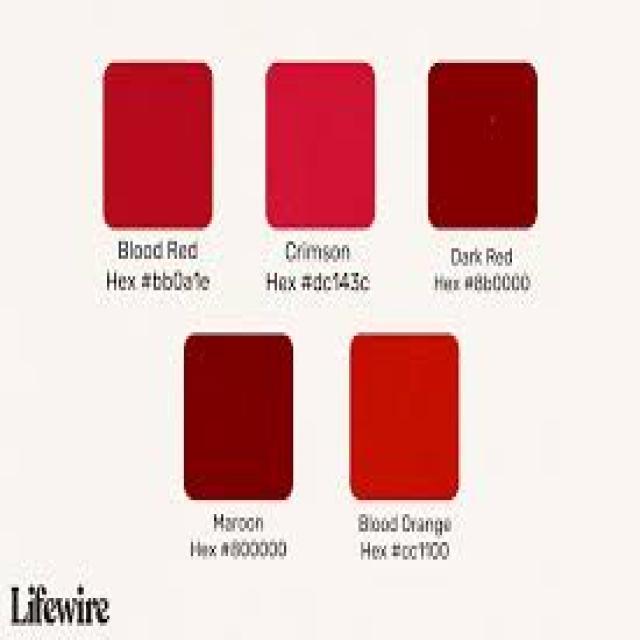 Blood Red
Hex #bb0a1e
Crimson
Hex #dc143c
Dark Red
Hex #8b0000
Maroon
Hex #800000
Blood Orange
Hex #cc1100
Lifewire